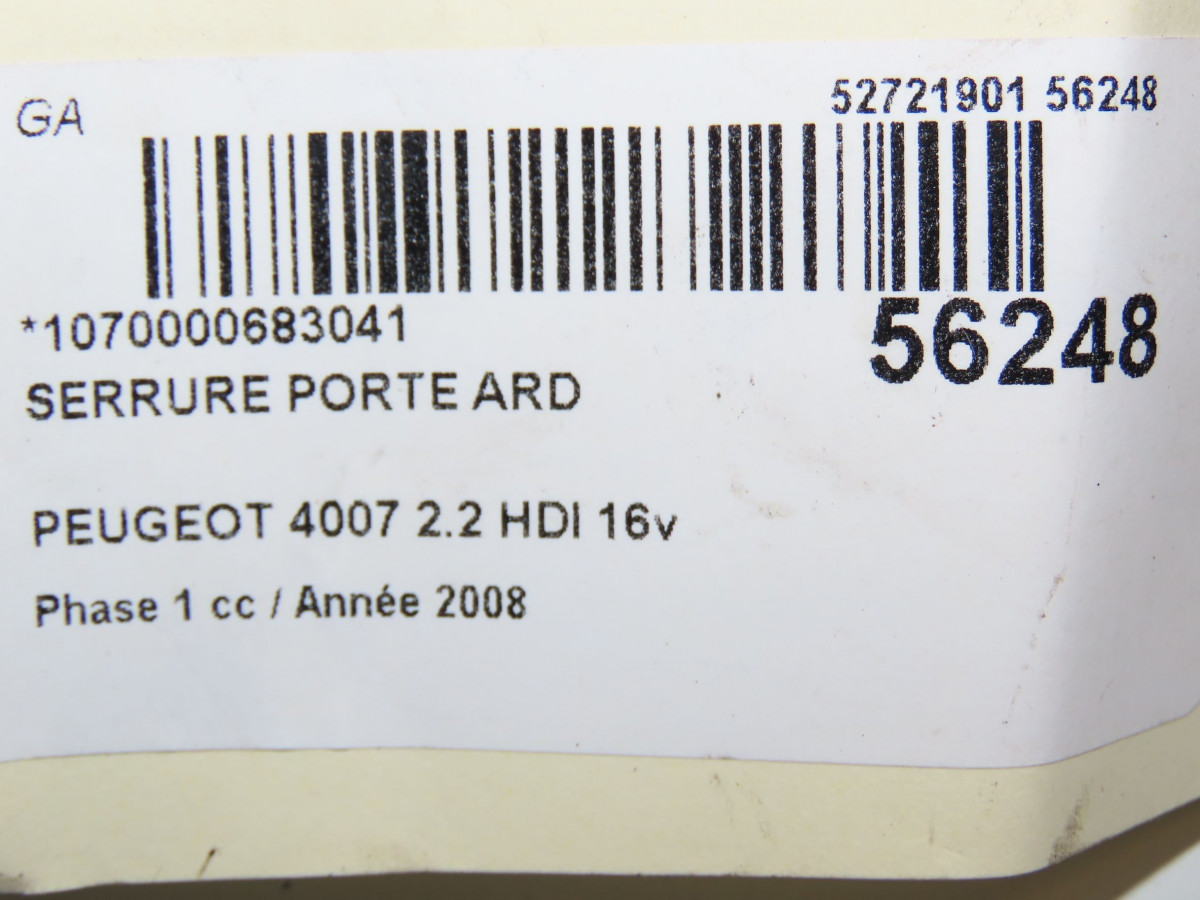 GA
52721901 56248
*1070000683041
56248
SERRURE PORTE ARD
PEUGEOT 4007 2.2 HDI 16v
Phase 1 cc / Année 2008